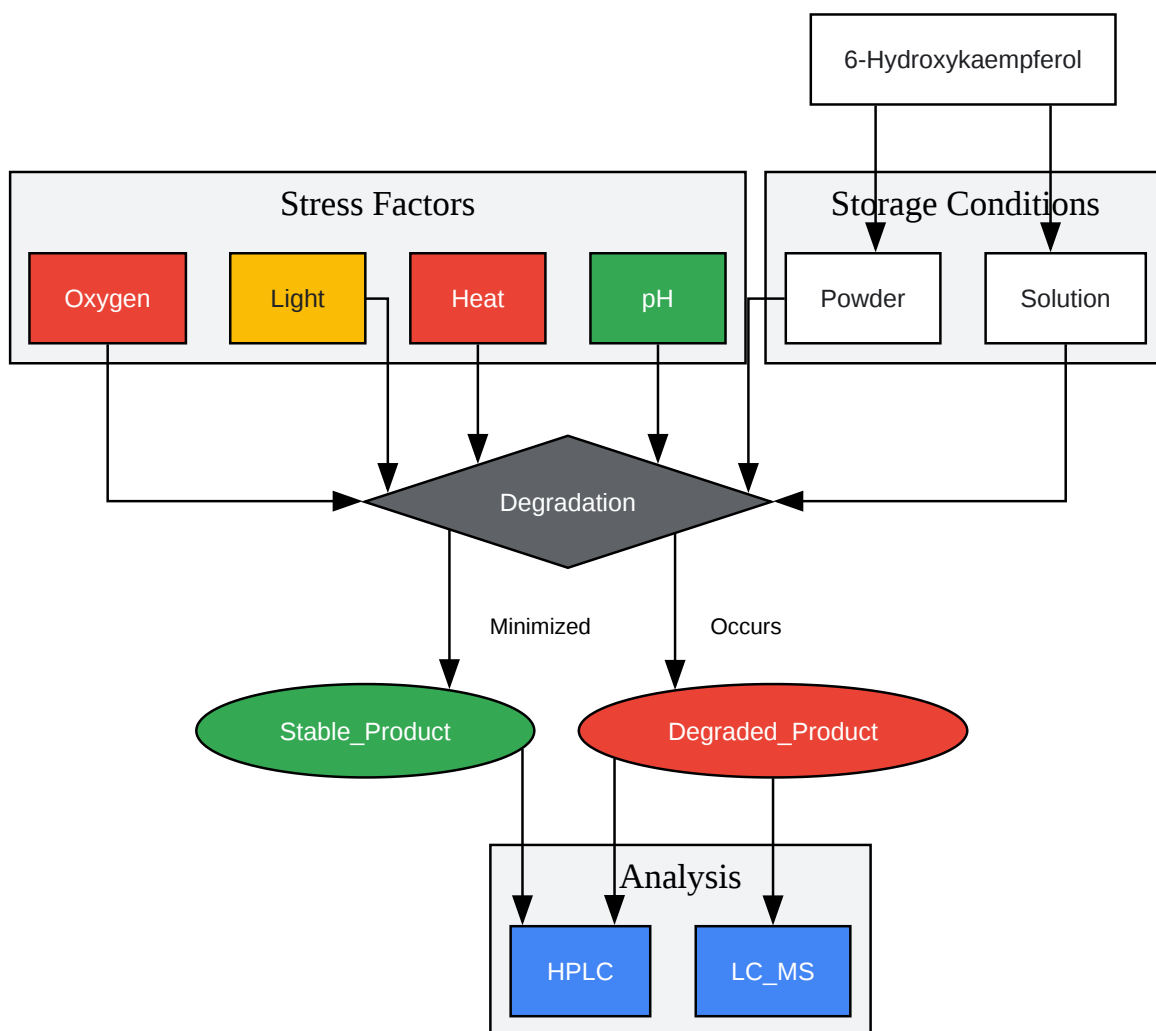 6-Hydroxykaempferol
Stress Factors
Storage Conditions
Oxygen
Light
Heat
pH
Powder
Solution
Degradation
Minimized
Occurs
Stable_Product
Degraded_Product
Analysis
HPLC
LC_MS